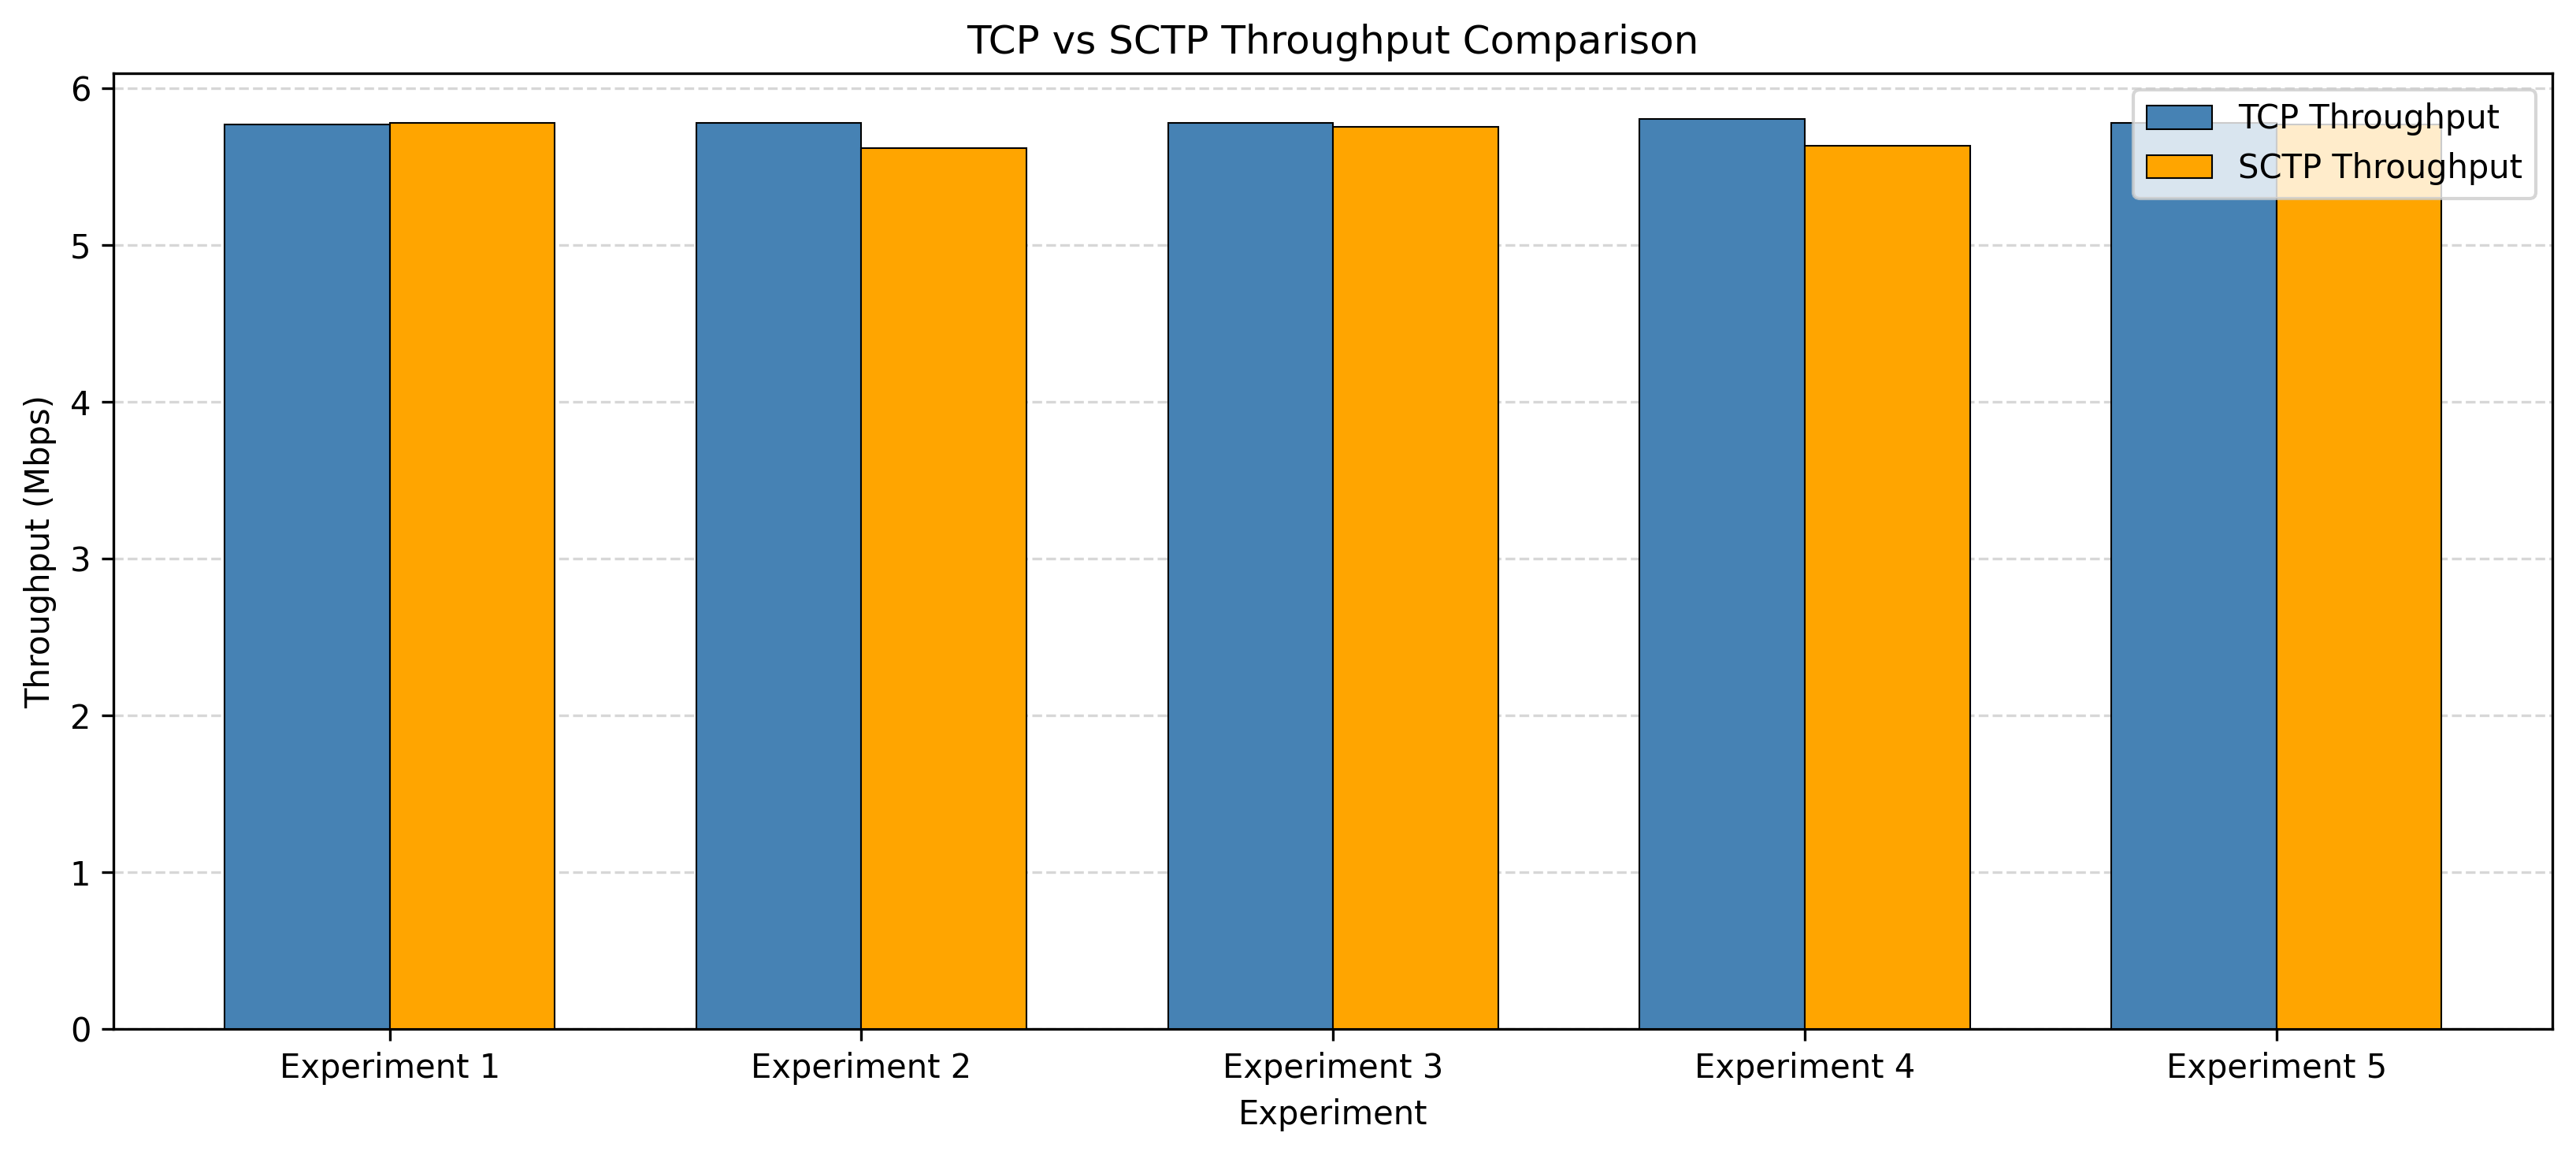 TCP vs SCTP Throughput Comparison
6
5
4
3
2
1
0
Throughput (Mbps)
TCP Throughput
SCTP Throughput
Experiment 1
Experiment 2
Experiment 3
Experiment 4
Experiment 5
Experiment